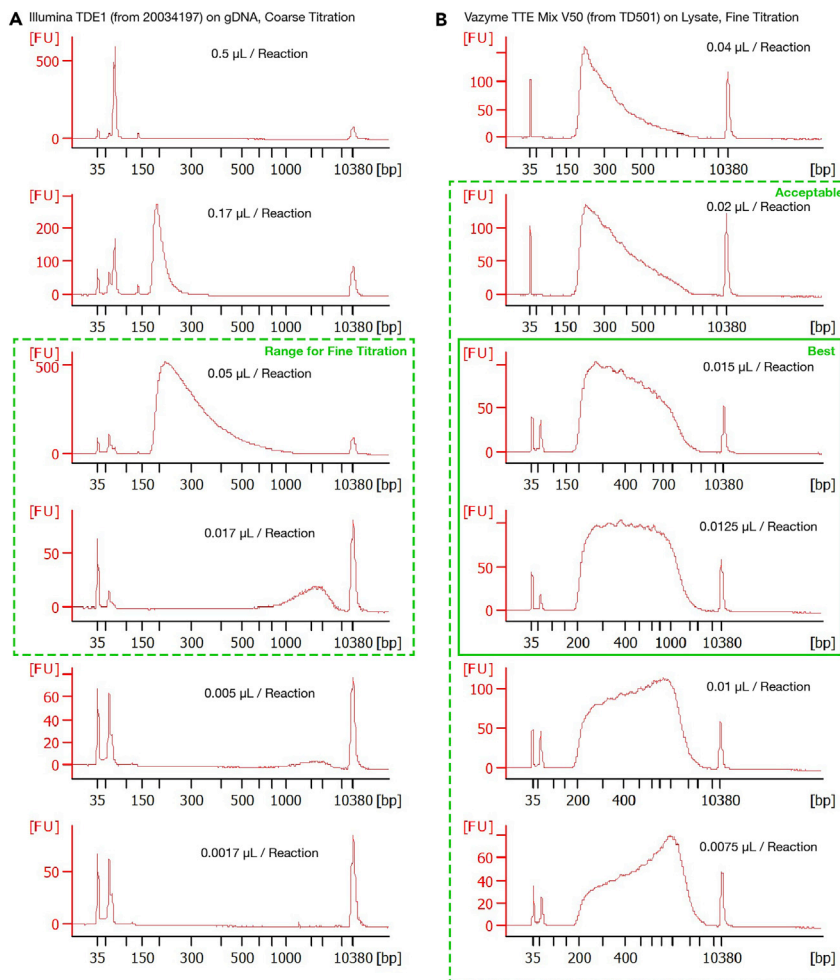 A Illumina TDE1 (from 20034197) on gDNA, Coarse Titration
[FU]
0.5 µL / Reaction
500
0
35 150 300 500 1000 10380 [bp]
[FU]
0.17 µL / Reaction
200
100
0
35 150 300 500 1000 10380 [bp]
Range for Fine Titration
[FU]
500
0.05 µL / Reaction
0
35 150 300 500 1000 10380 [bp]
[FU]
0.017 µL / Reaction
50
0
35 150 300 500 1000 10380 [bp]
[FU]
0.005 µL / Reaction
60
40
20
0
35 150 300 500 1000 10380 [bp]
[FU]
0.0017 µL / Reaction
50
0
35 150 300 500 1000 10380 [bp]
B Vazyme TTE Mix V50 (from TD501) on Lysate, Fine Titration
[FU]
0.04 µL / Reaction
100
50
0
35 150 300 500 10380 [bp]
Acceptable
[FU]
0.02 µL / Reaction
100
50
0
35 150 300 500 10380 [bp]
Best
[FU]
0.015 µL / Reaction
50
0
35 150 400 700 10380 [bp]
[FU]
0.0125 µL / Reaction
100
50
0
35 200 400 1000 10380 [bp]
[FU]
0.01 µL / Reaction
100
50
0
35 200 400 10380 [bp]
[FU]
0.0075 µL / Reaction
60
40
20
0
35 200 400 10380 [bp]